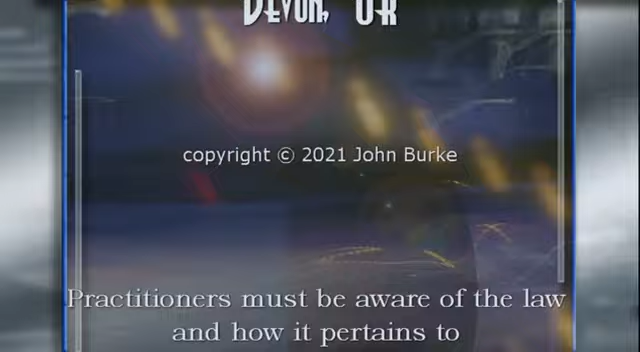 DEVON, UK
copyright © 2021 John Burke
Practitioners must be aware of the law
and how it pertains to